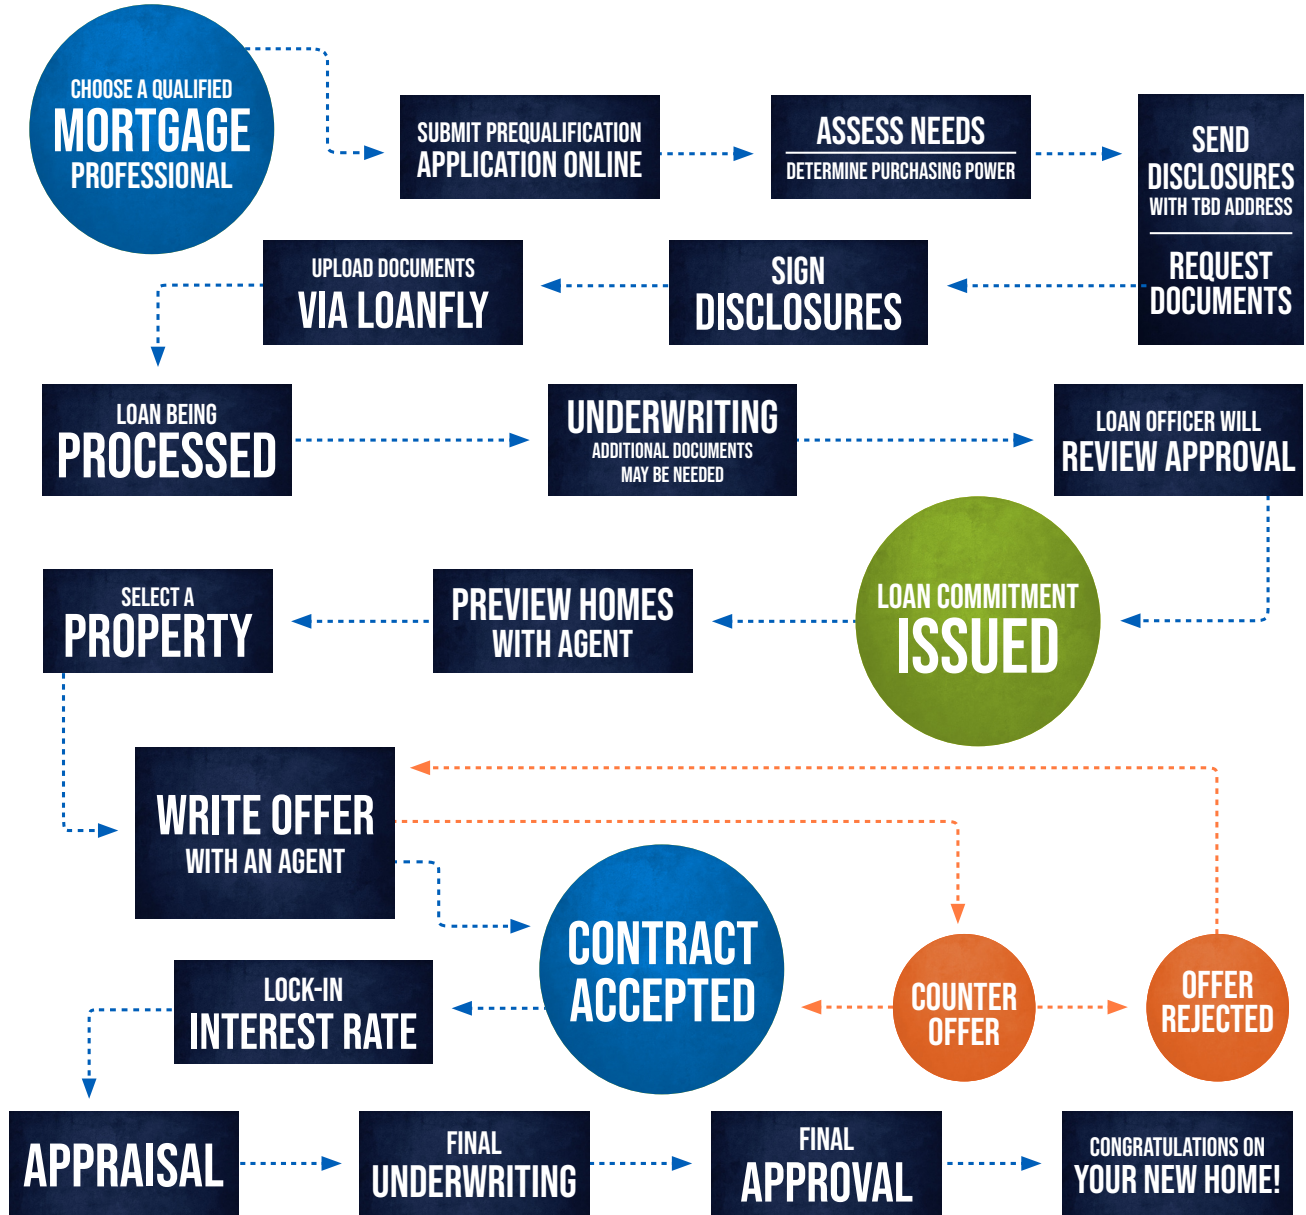 CHOOSE A QUALIFIED
MORTGAGE
PROFESSIONAL
SUBMIT PREQUALIFICATION
APPLICATION ONLINE
ASSESS NEEDS
DETERMINE PURCHASING POWER
SEND
DISCLOSURES
WITH TBD ADDRESS
REQUEST
DOCUMENTS
SIGN
DISCLOSURES
UPLOAD DOCUMENTS
VIA LOANFLY
LOAN BEING
PROCESSED
UNDERWRITING
ADDITIONAL DOCUMENTS
MAY BE NEEDED
LOAN OFFICER WILL
REVIEW APPROVAL
LOAN COMMITMENT
ISSUED
PREVIEW HOMES
WITH AGENT
SELECT A
PROPERTY
WRITE OFFER
WITH AN AGENT
CONTRACT
ACCEPTED
COUNTER
OFFER
OFFER
REJECTED
LOCK-IN
INTEREST RATE
APPRAISAL
FINAL
UNDERWRITING
FINAL
APPROVAL
CONGRATULATIONS ON
YOUR NEW HOME!